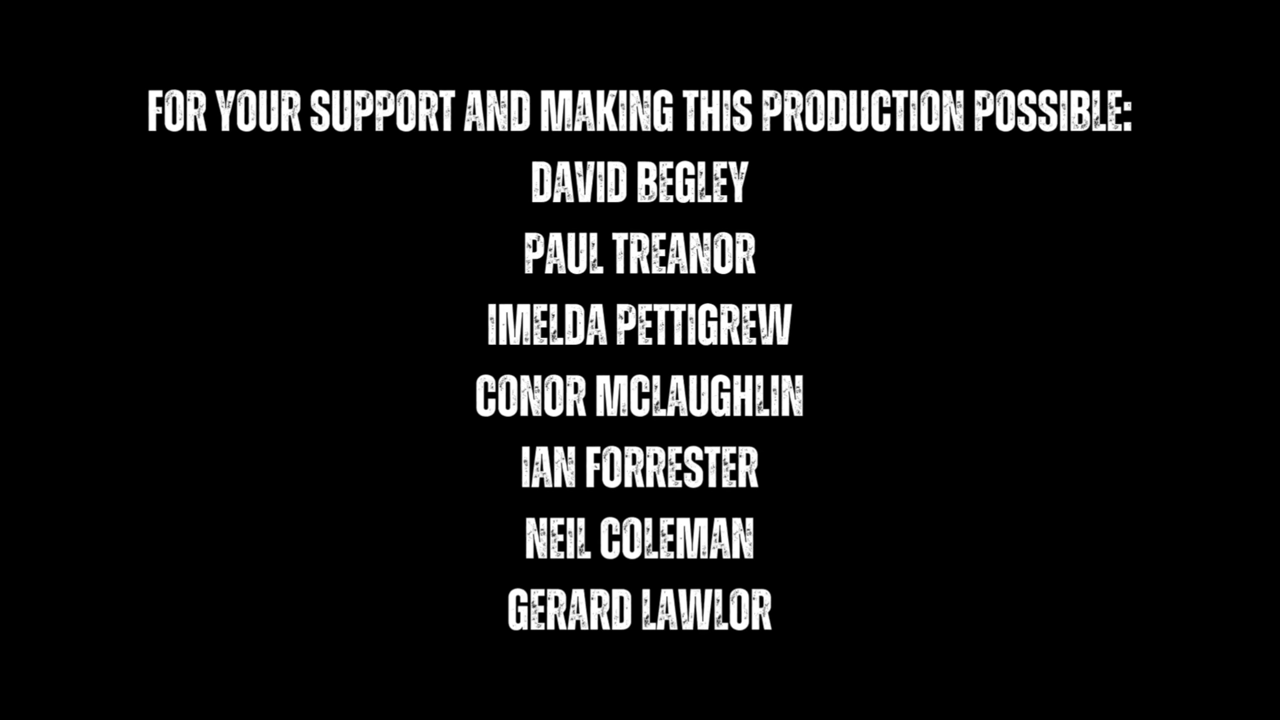 FOR YOUR SUPPORT AND MAKING THIS PRODUCTION POSSIBLE:
DAVID BEGLEY
PAUL TREANOR
IMELDA PETTIGREW
CONOR MCLAUGHLIN
IAN FORRESTER
NEIL COLEMAN
GERARD LAWLOR